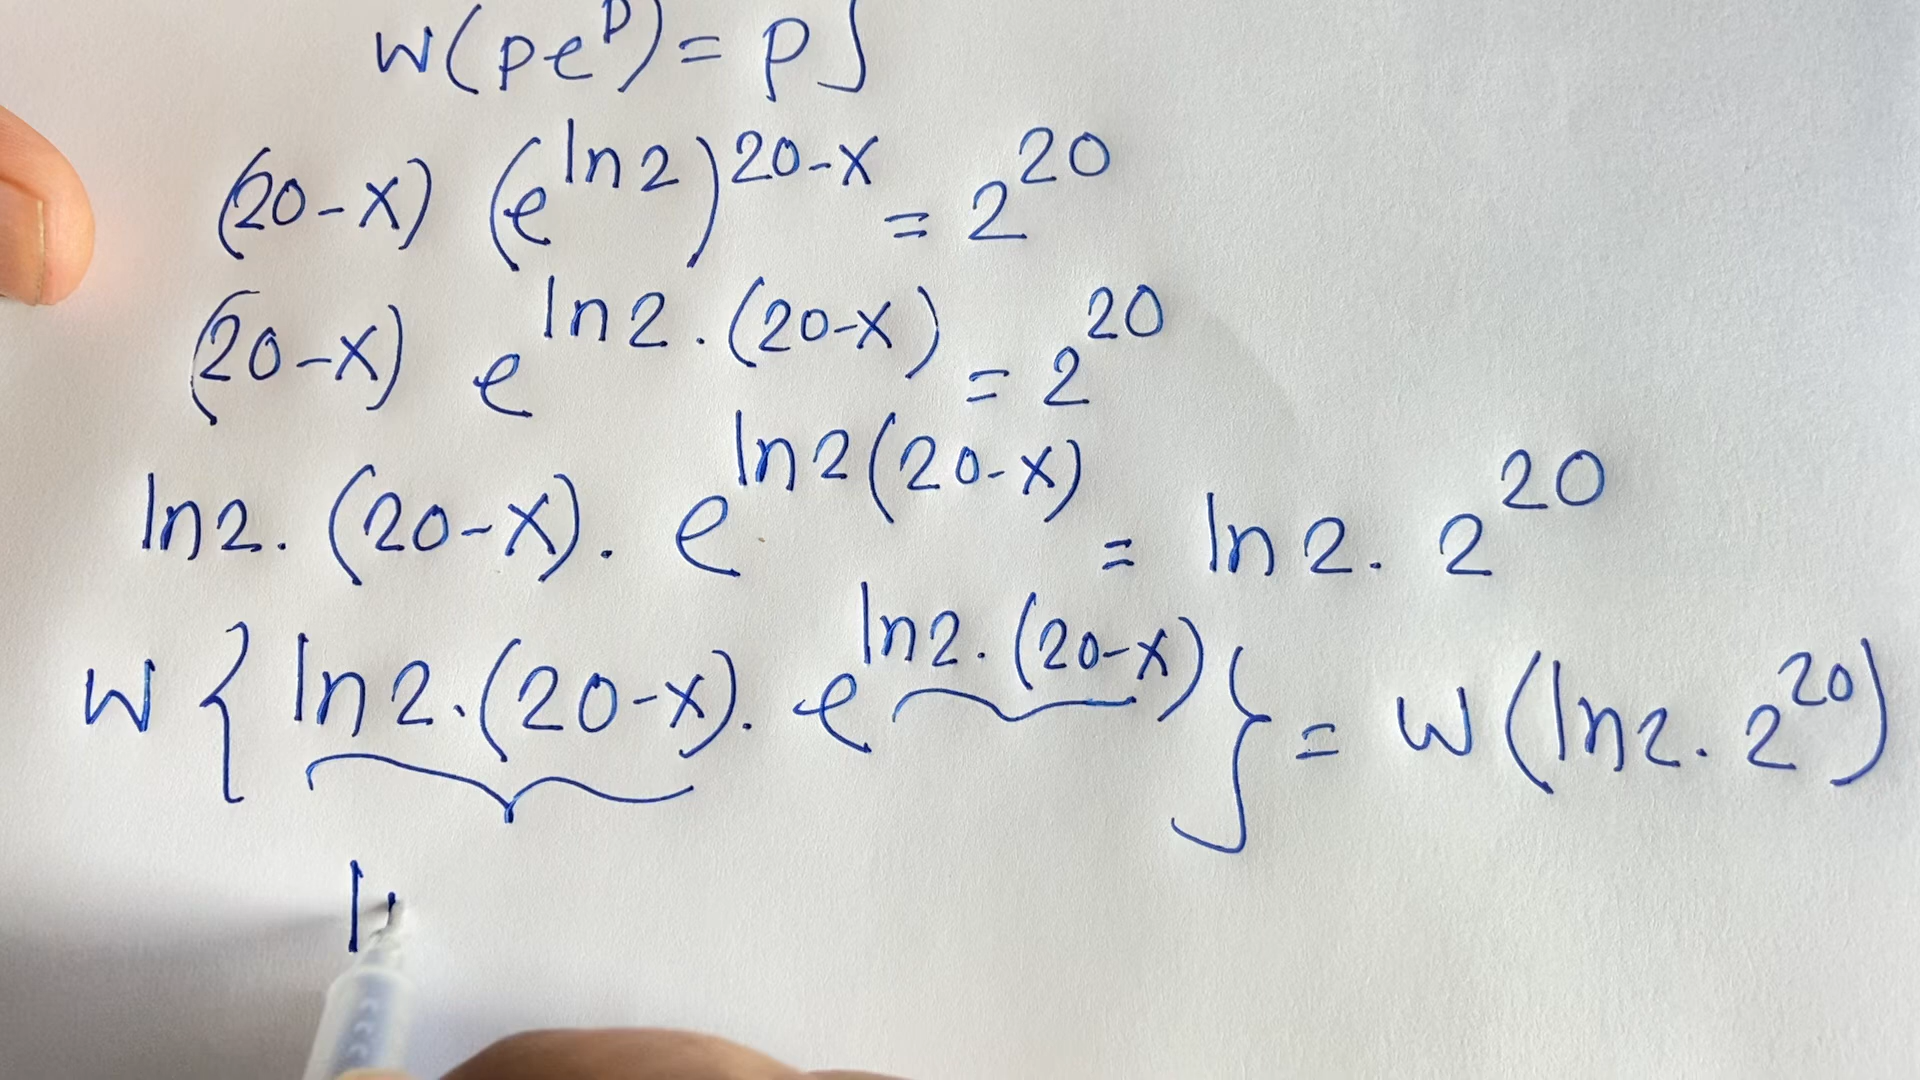 W(pe^p) = p}
(20-x) (e^ln2)^20-x = 2^20
(20-x) e^ln2.(20-x) = 2^20
ln2. (20-x). e^ln2(20-x) = ln2. 2^20
W{ln2.(20-x). e^ln2.(20-x)} = W(ln2. 2^20)